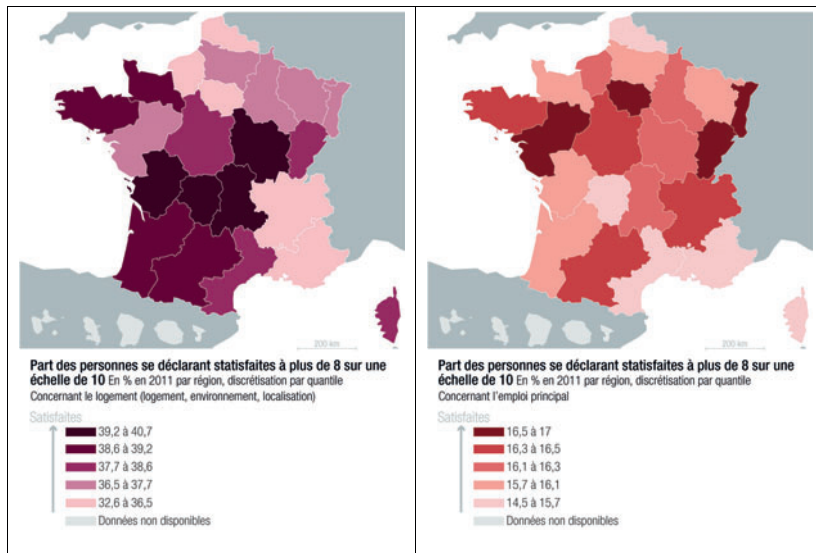 200 km
Part des personnes se déclarant statisfaites à plus de 8 sur une
échelle de 10 En % en 2011 par région, discrétisation par quantile
Concernant le logement (logement, environnement, localisation)
Satisfaites
39,2 à 40,7
38,6 à 39,2
37,7 à 38,6
36,5 à 37,7
32,6 à 36,5
Données non disponibles
200 km
Part des personnes se déclarant statisfaites à plus de 8 sur une
échelle de 10 En % en 2011 par région, discrétisation par quantile
Concernant l'emploi principal
Satisfaites
16,5 à 17
16,3 à 16,5
16,1 à 16,3
15,7 à 16,1
14,5 à 15,7
Données non disponibles